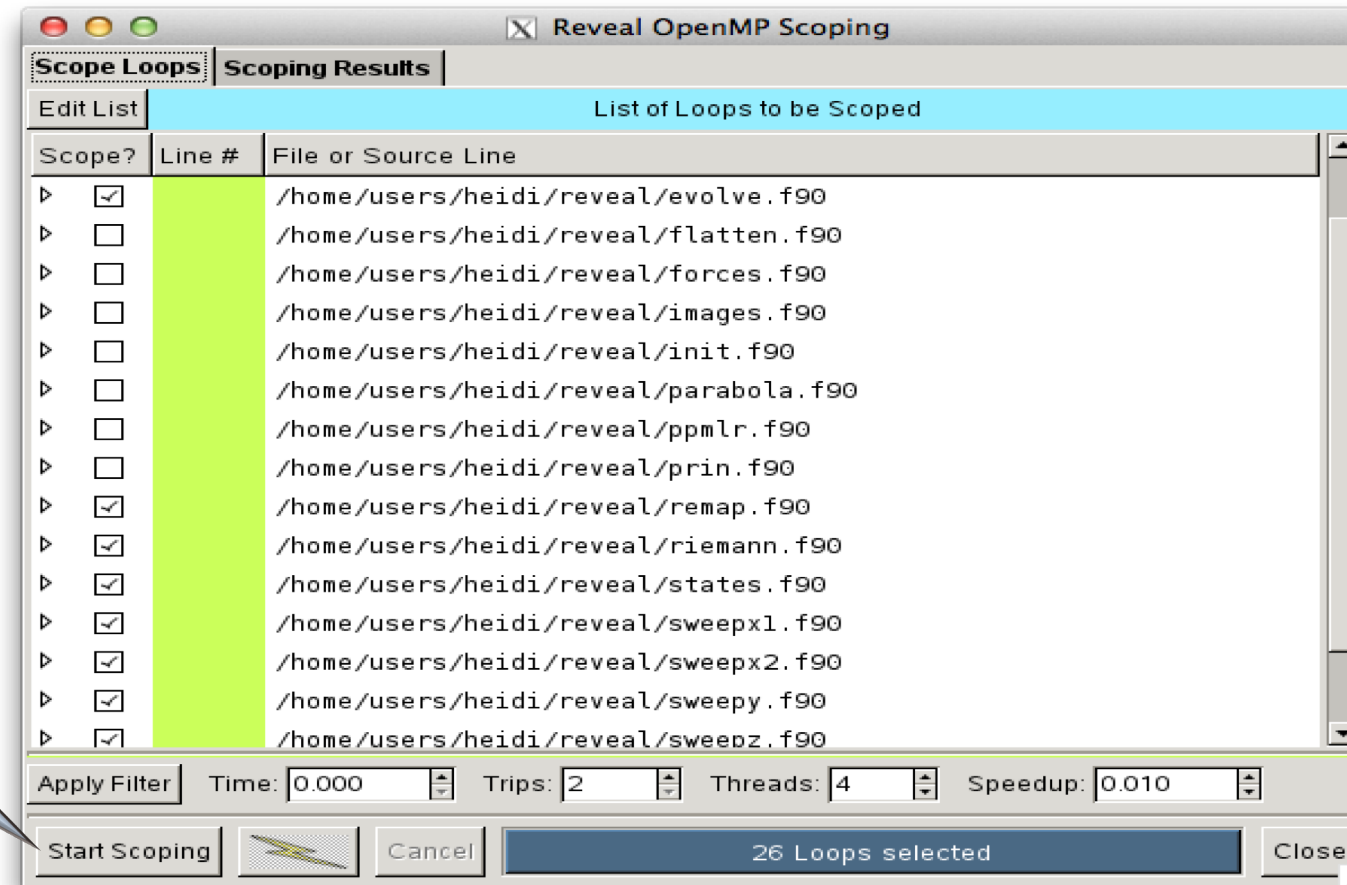 Reveal OpenMP Scoping
Scope Loops Scoping Results
Edit List List of Loops to be Scoped
Scope? Line # File or Source Line
/home/users/heidi/reveal/evolve.f90
/home/users/heidi/reveal/flatten.f90
/home/users/heidi/reveal/forces.f90
/home/users/heidi/reveal/images.f90
/home/users/heidi/reveal/init.f90
/home/users/heidi/reveal/parabola.f90
/home/users/heidi/reveal/ppmlr.f90
/home/users/heidi/reveal/prin.f90
/home/users/heidi/reveal/remap.f90
/home/users/heidi/reveal/riemann.f90
/home/users/heidi/reveal/states.f90
/home/users/heidi/reveal/sweepx1.f90
/home/users/heidi/reveal/sweepx2.f90
/home/users/heidi/reveal/sweepy.f90
/home/users/heidi/reveal/sweepz.f90
Apply Filter Time: 0.000 Trips: 2 Threads: 4 Speedup: 0.010
Start Scoping Cancel 26 Loops selected Close